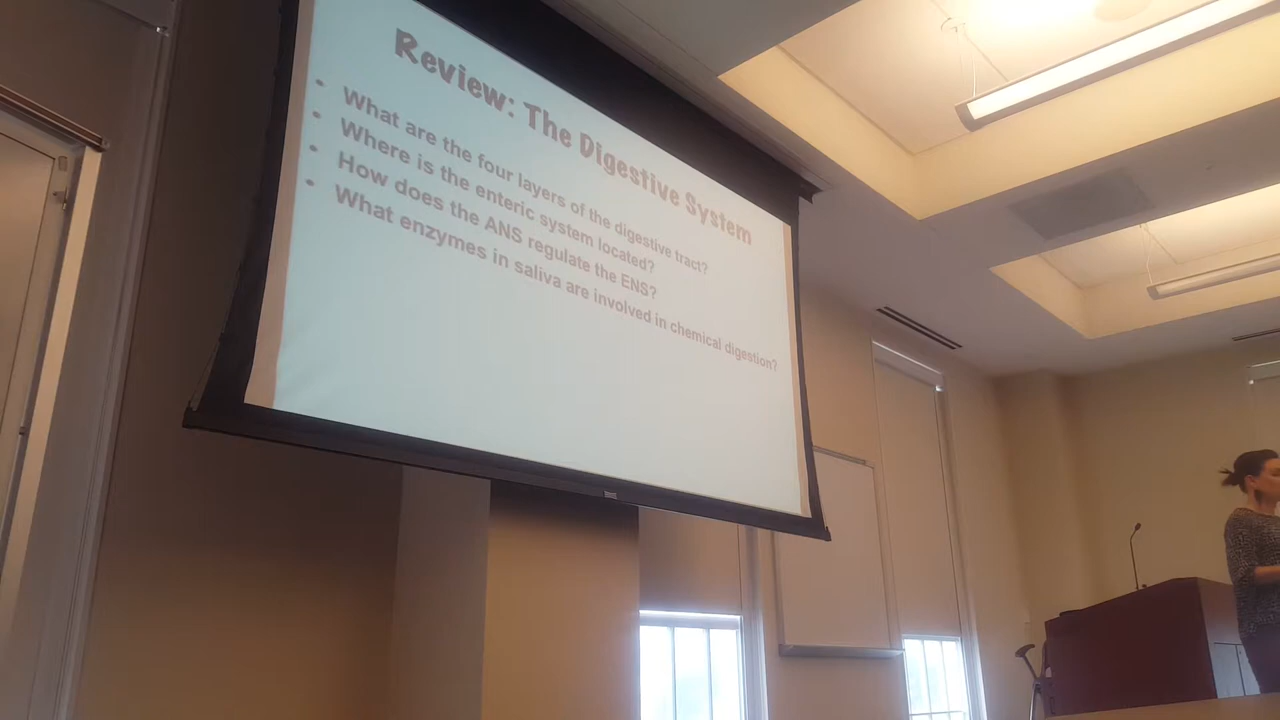 Review: The Digestive System
• What are the four layers of the digestive tract?
• Where is the enteric system located?
• How does the ANS regulate the ENS?
• What enzymes in saliva are involved in chemical digestion?